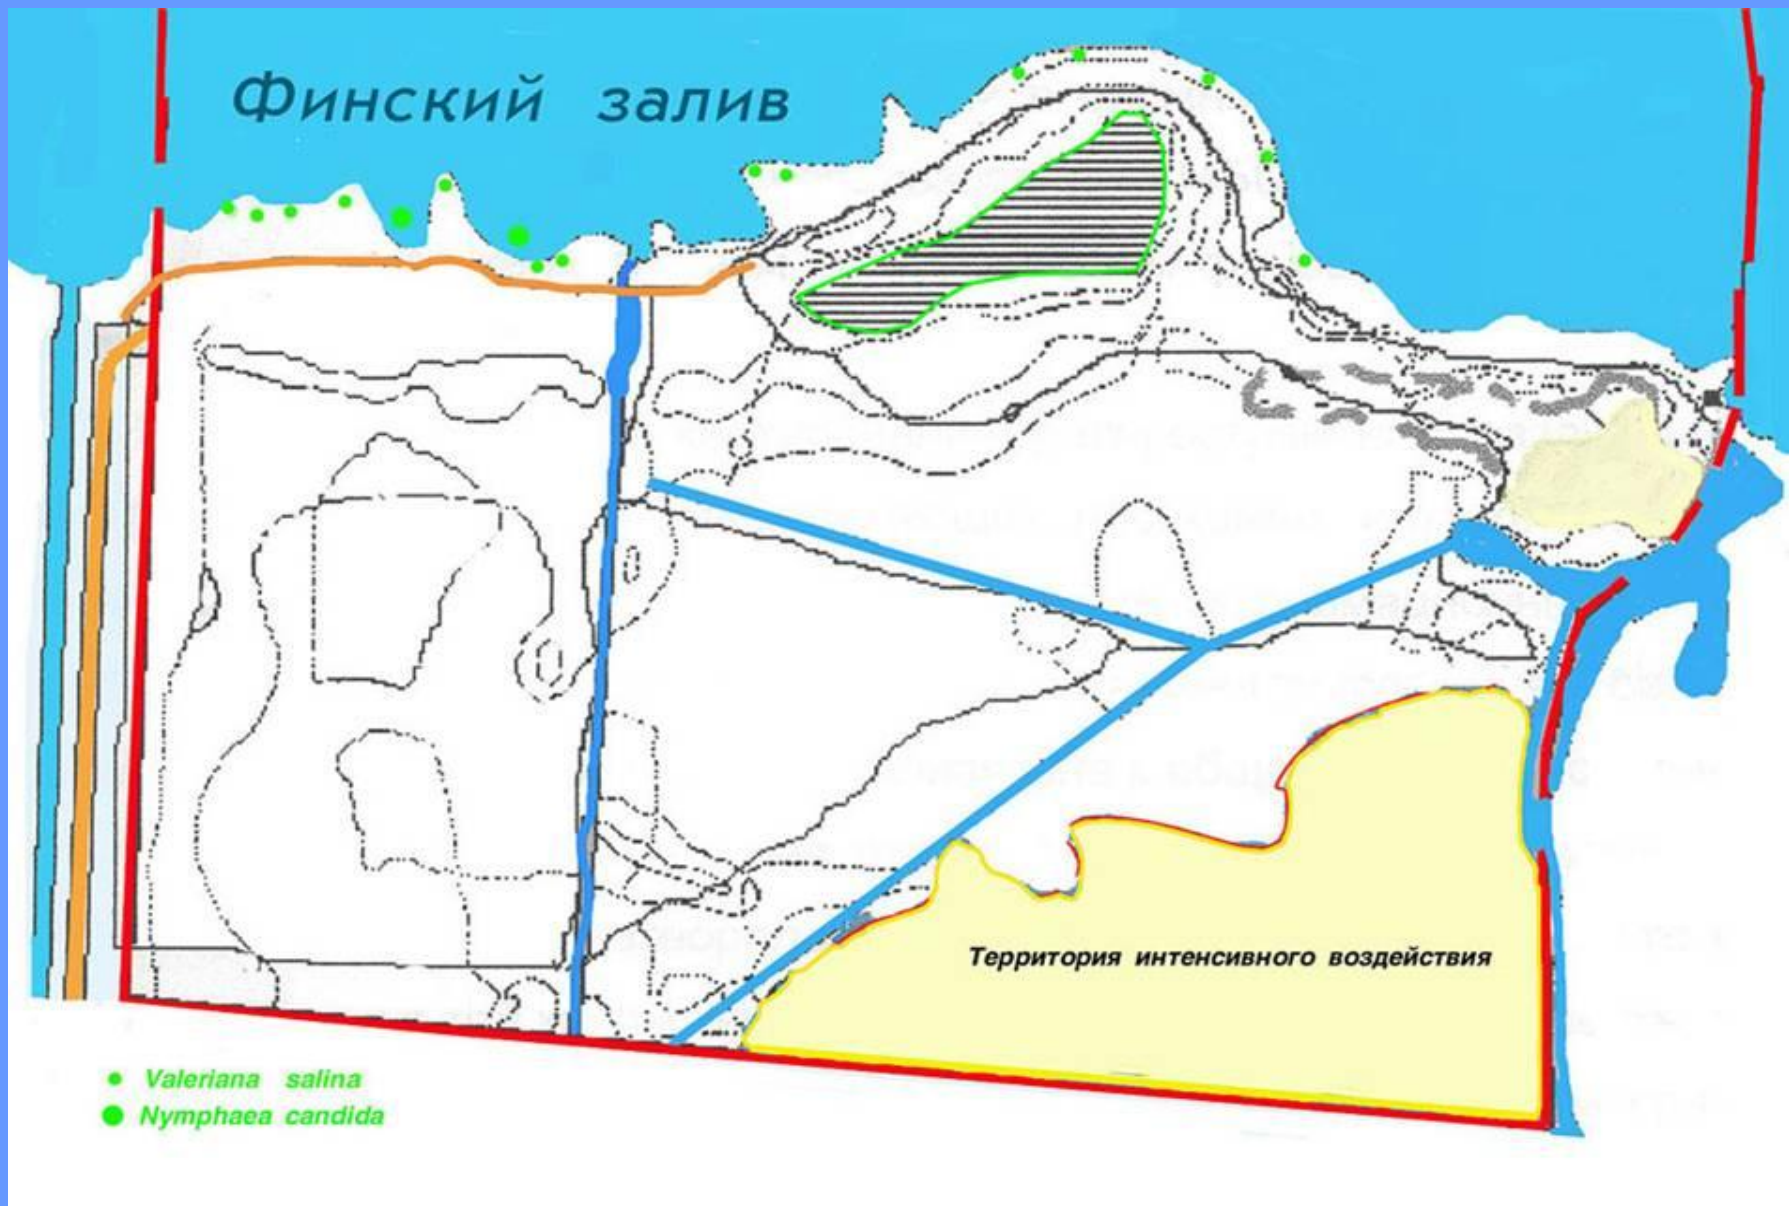 Финский залив
Территория интенсивного воздействия
Valeriana salina
Nymphaea candida